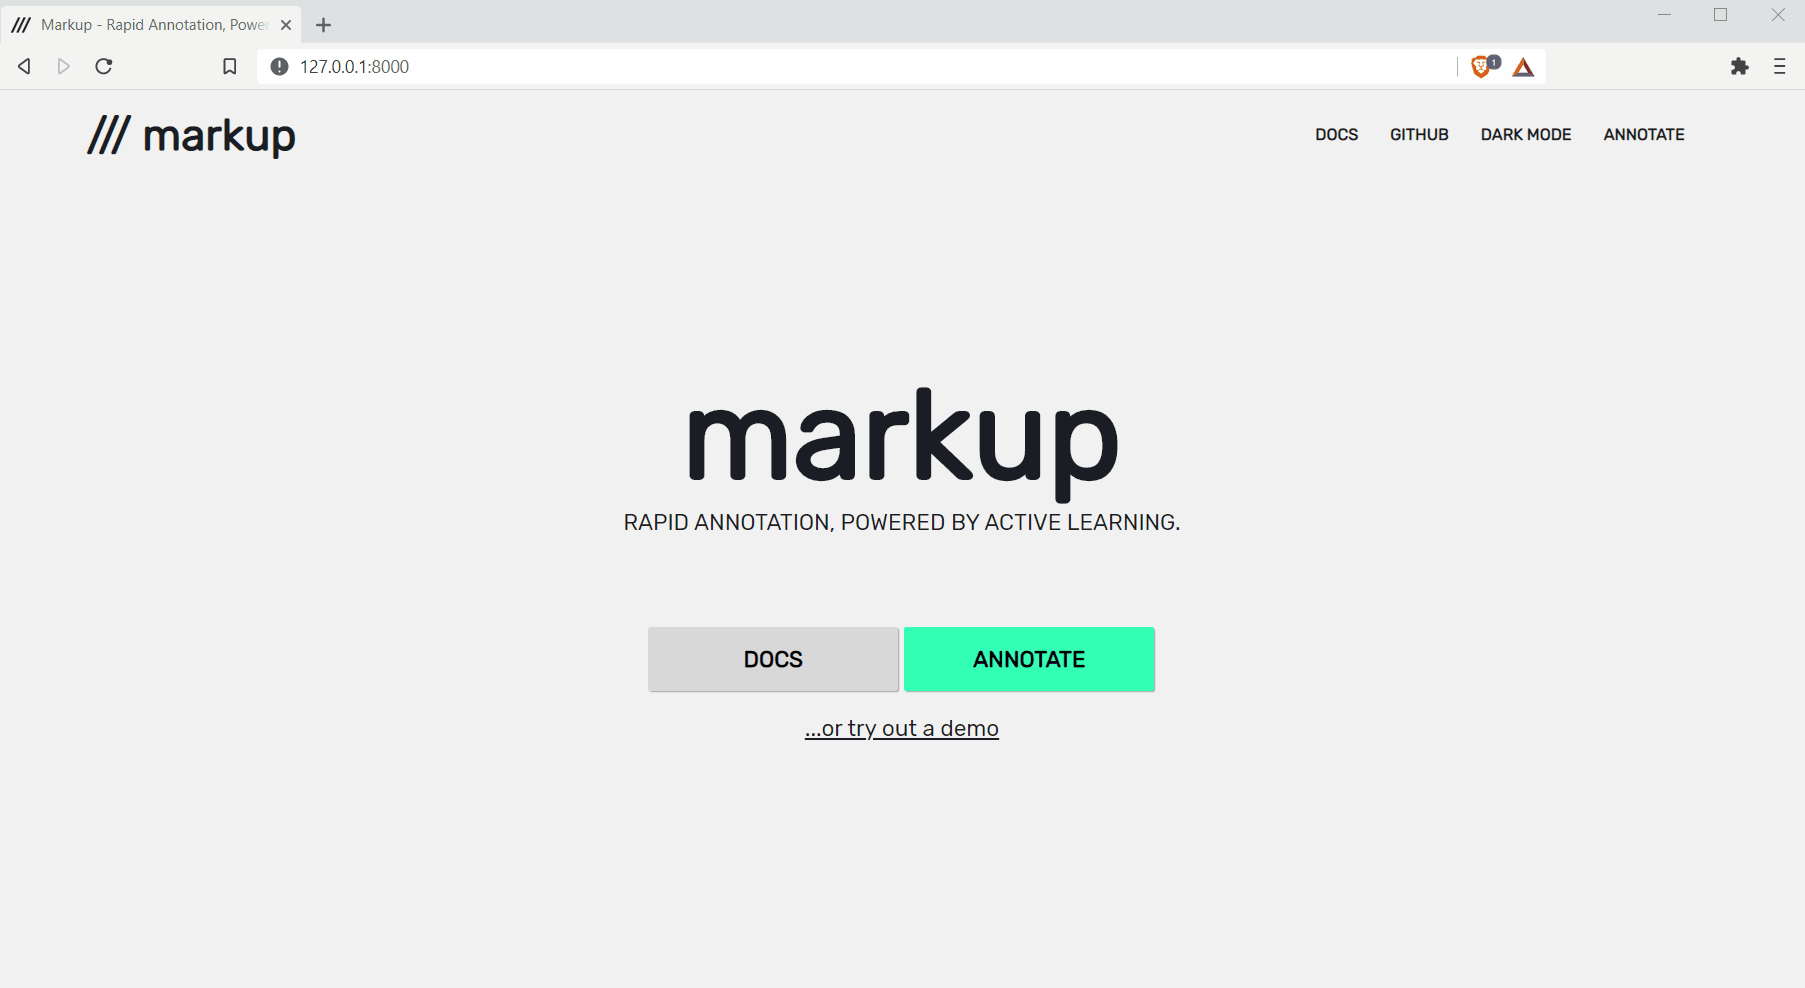 Markup - Rapid Annotation, Power
127.0.0.1:8000
1
/// markup
DOCS GITHUB DARK MODE ANNOTATE
markup
RAPID ANNOTATION, POWERED BY ACTIVE LEARNING.
DOCS ANNOTATE
...or try out a demo